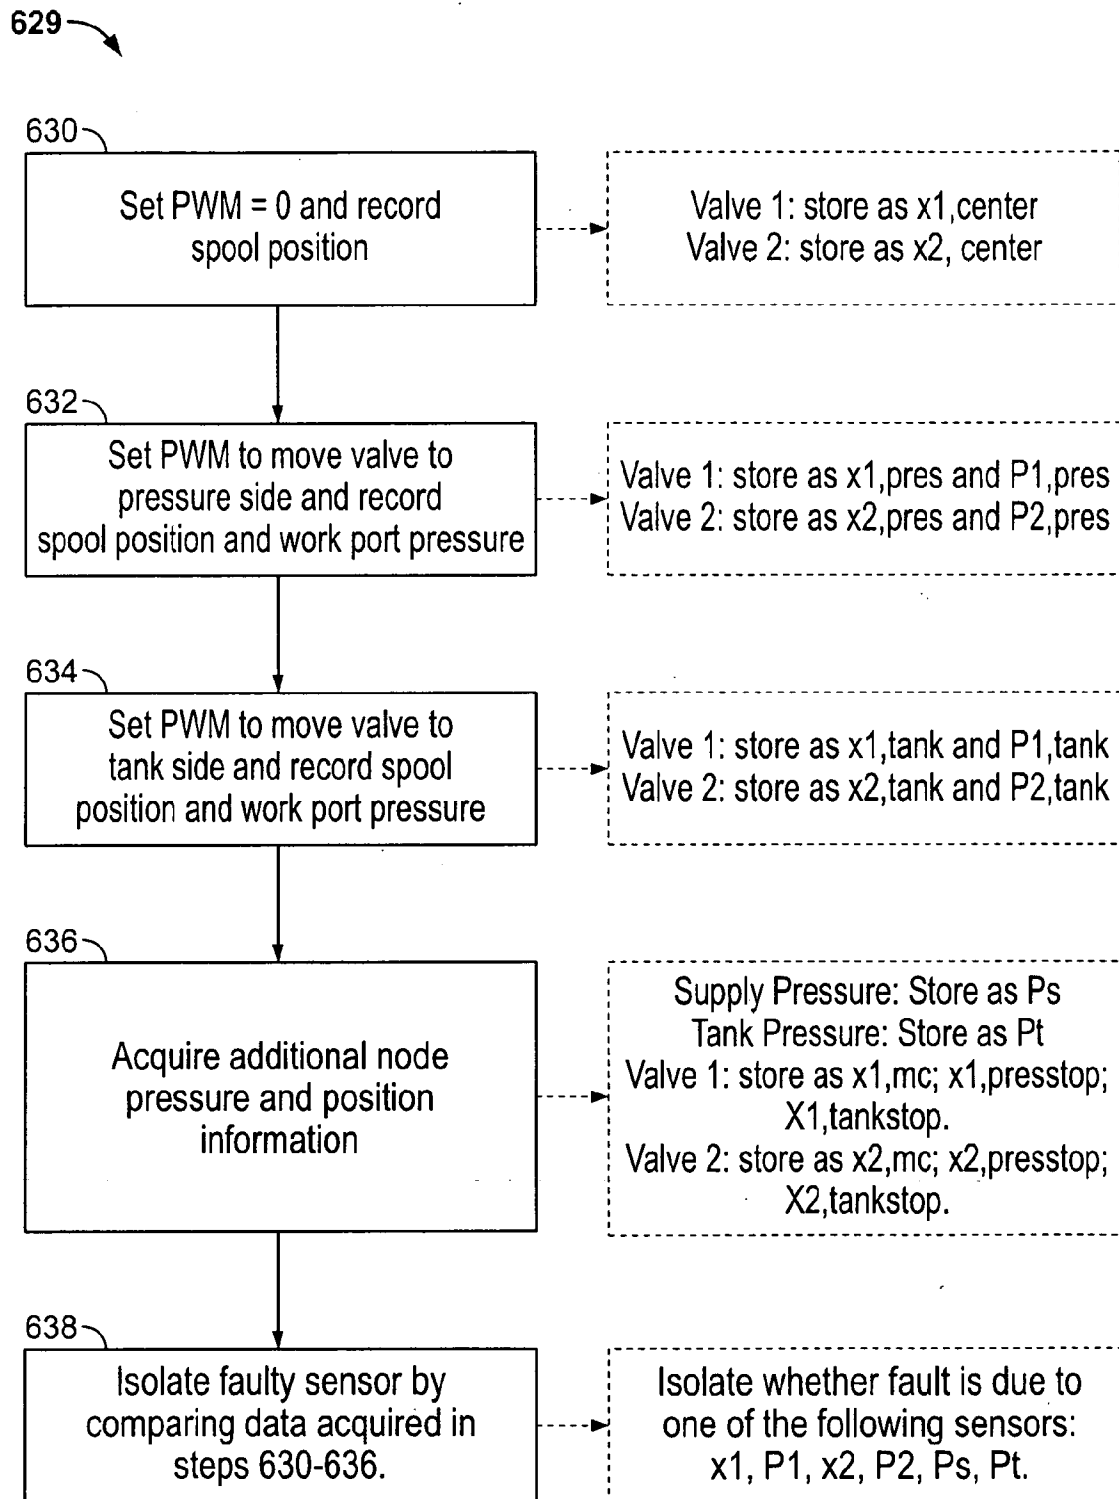 629
630
Set PWM = 0 and record
spool position
Valve 1: store as x1,center
Valve 2: store as x2, center
632
Set PWM to move valve to
pressure side and record
spool position and work port pressure
Valve 1: store as x1,pres and P1,pres
Valve 2: store as x2,pres and P2,pres
634
Set PWM to move valve to
tank side and record spool
position and work port pressure
Valve 1: store as x1,tank and P1,tank
Valve 2: store as x2,tank and P2,tank
636
Acquire additional node
pressure and position
information
Supply Pressure: Store as Ps
Tank Pressure: Store as Pt
Valve 1: store as x1,mc; x1,presstop;
X1,tankstop.
Valve 2: store as x2,mc; x2,presstop;
X2,tankstop.
638
Isolate faulty sensor by
comparing data acquired in
steps 630-636.
Isolate whether fault is due to
one of the following sensors:
x1, P1, x2, P2, Ps, Pt.